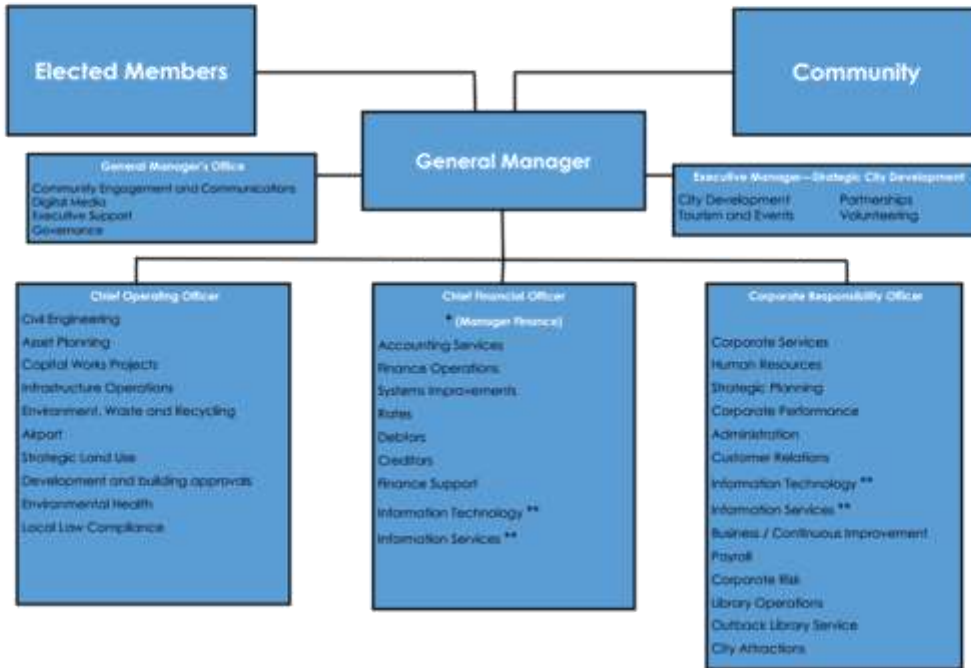 Elected Members
Community
General Manager
General Manager's Office
Community Engagement and Communications
Digital Media
Executive Support
Governance
Executive Manager—Strategic City Development
City Development Partnerships
Tourism and Events Volunteering
Chief Operating Officer
Civil Engineering
Asset Planning
Capital Works Projects
Infrastructure Operations
Environment, Waste and Recycling
Airport
Strategic Land Use
Development and building approvals
Environmental Health
Local Law Compliance
Chief Financial Officer
* (Manager Finance)
Accounting Services
Finance Operations
Systems Improvements
Rates
Debtors
Creditors
Finance Support
Information Technology **
Information Services **
Corporate Responsibility Officer
Corporate Services
Human Resources
Strategic Planning
Corporate Performance
Administration
Customer Relations
Information Technology **
Information Services **
Business / Continuous Improvement
Payroll
Corporate Risk
Library Operations
Outback Library Service
City Attractions